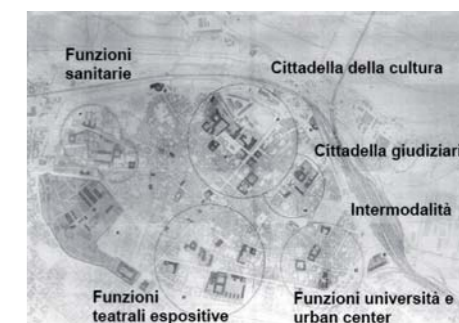 Funzioni
sanitarie
Cittadella della cultura
Cittadella giudiziari
Intermodalità
Funzioni
teatrali espositive
Funzioni università e
urban center